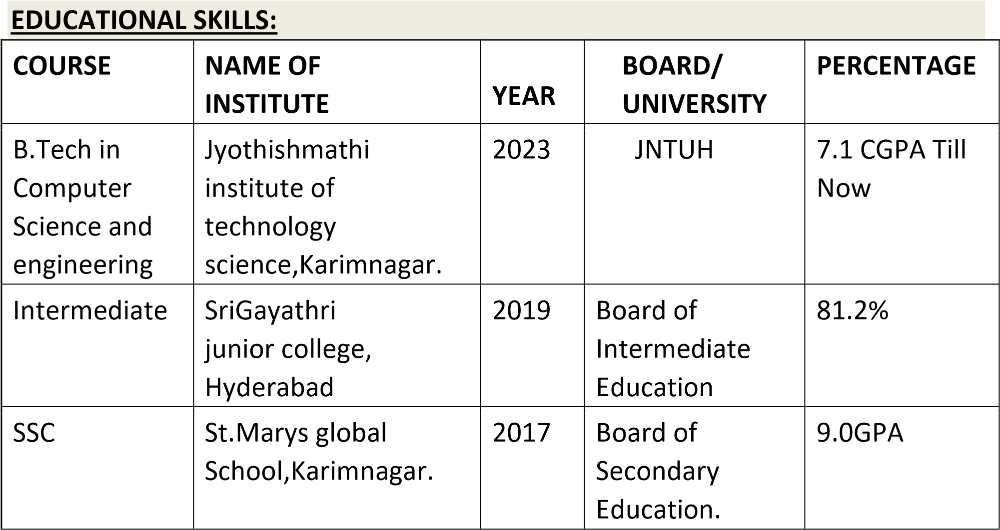 EDUCATIONAL SKILLS:
COURSE
NAME OF
INSTITUTE
YEAR
BOARD/
UNIVERSITY
PERCENTAGE
B.Tech in
Computer
Science and
engineering
Jyothishmathi
institute of
technology
science,Karimnagar.
2023
JNTUH
7.1 CGPA Till
Now
Intermediate
SriGayathri
junior college,
Hyderabad
2019
Board of
Intermediate
Education
81.2%
SSC
St.Marys global
School,Karimnagar.
2017
Board of
Secondary
Education.
9.0GPA